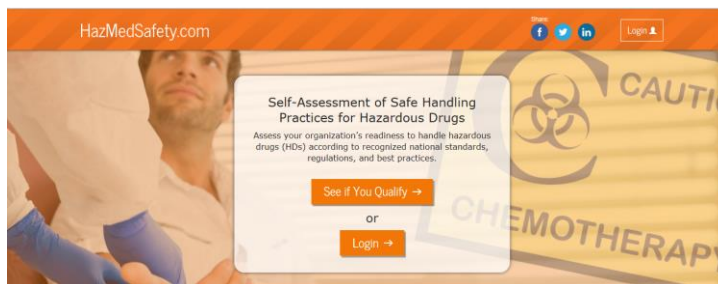 HazMedSafety.com
Share:
Login
Self-Assessment of Safe Handling
Practices for Hazardous Drugs
Assess your organization's readiness to handle hazardous
drugs (HDs) according to recognized national standards,
regulations, and best practices.
See if You Qualify →
or
Login →
C
CAUTI
CHEMOTHERAPY